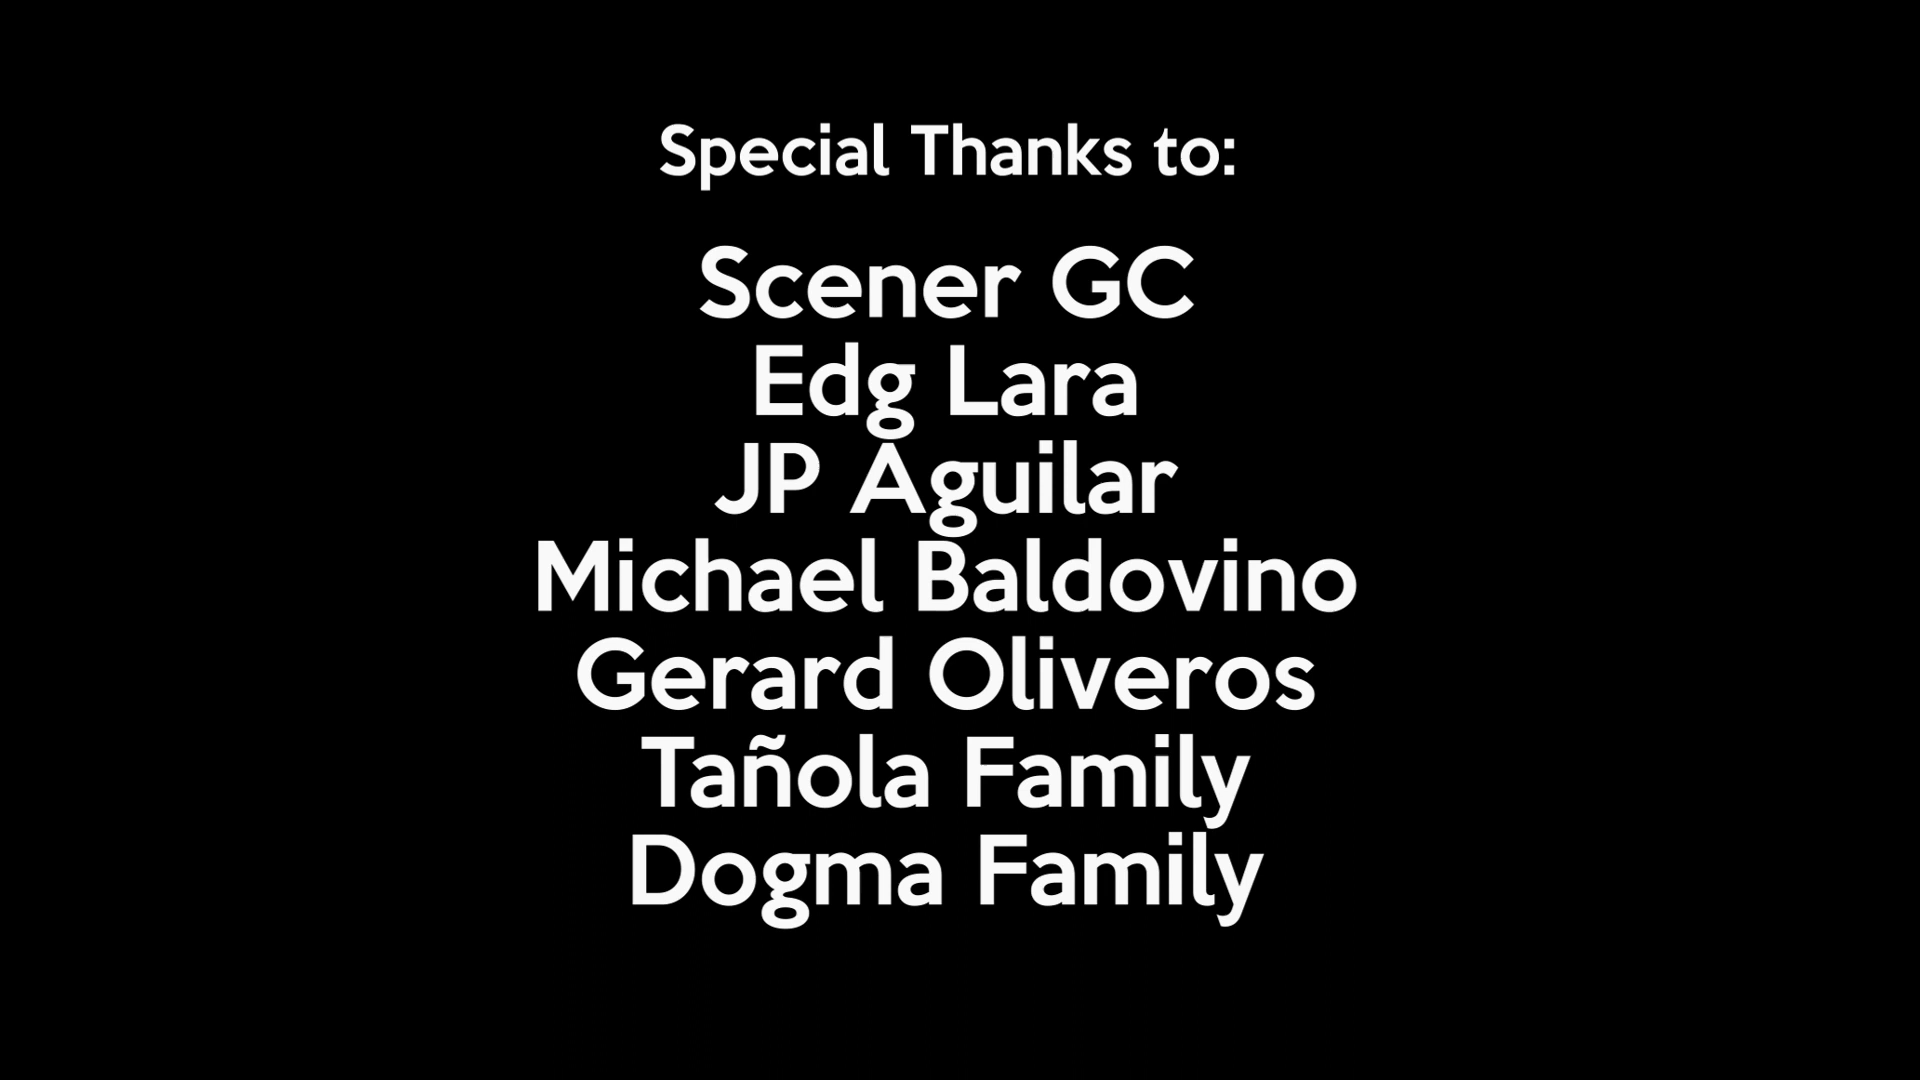 Special Thanks to:
Scener GC
Edg Lara
JP Aguilar
Michael Baldovino
Gerard Oliveros
Tañola Family
Dogma Family